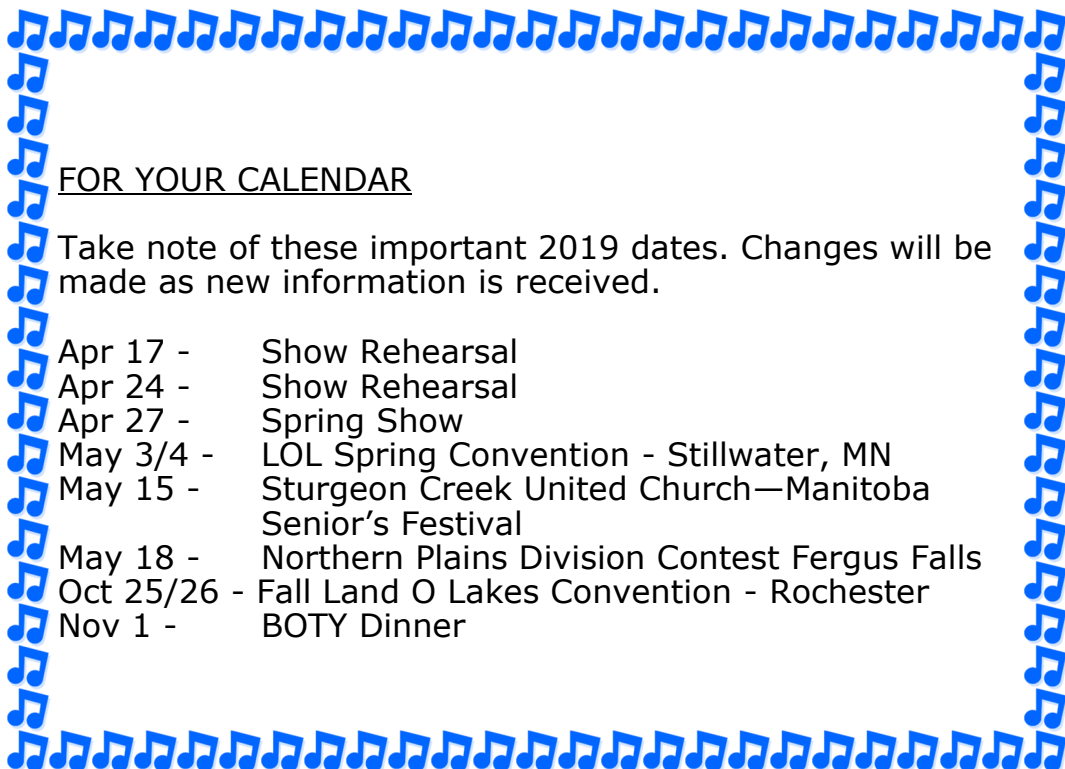 FOR YOUR CALENDAR
Take note of these important 2019 dates. Changes will be
made as new information is received.
Apr 17 - Show Rehearsal
Apr 24 - Show Rehearsal
Apr 27 - Spring Show
May 3/4 - LOL Spring Convention - Stillwater, MN
May 15 - Sturgeon Creek United Church—Manitoba
Senior’s Festival
May 18 - Northern Plains Division Contest Fergus Falls
Oct 25/26 - Fall Land O Lakes Convention - Rochester
Nov 1 - BOTY Dinner